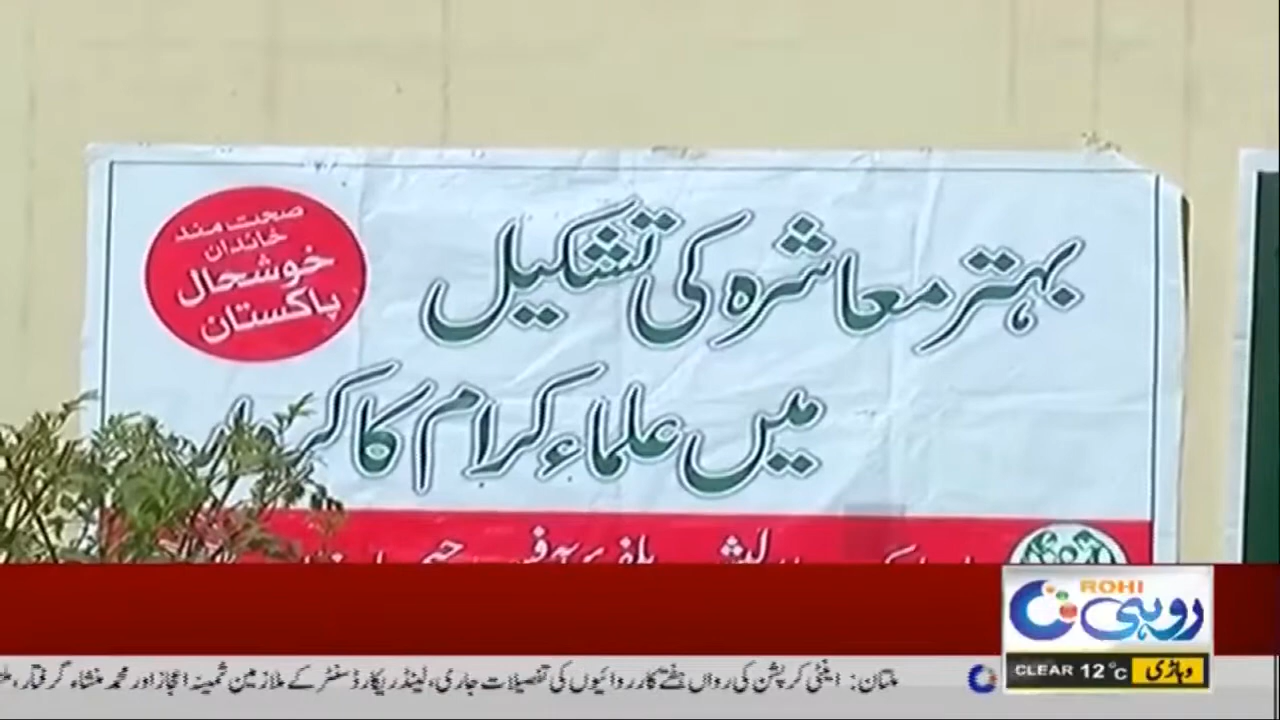 صحت مند
خاندان
خوشحال
پاکستان
بہتر معاشرہ کی تشکیل
میں علماء کرام کا کردار
ROHI
روہی
CLEAR 12°C وہاڑی
ملتان: اینٹی کرپشن کی رواں ہفتے کارروائیوں کی تفصیلات جاری، لینڈ ریکارڈ سنٹر کے ملازمین ثمینہ اعجاز اور محمد منشاء گرفتار،